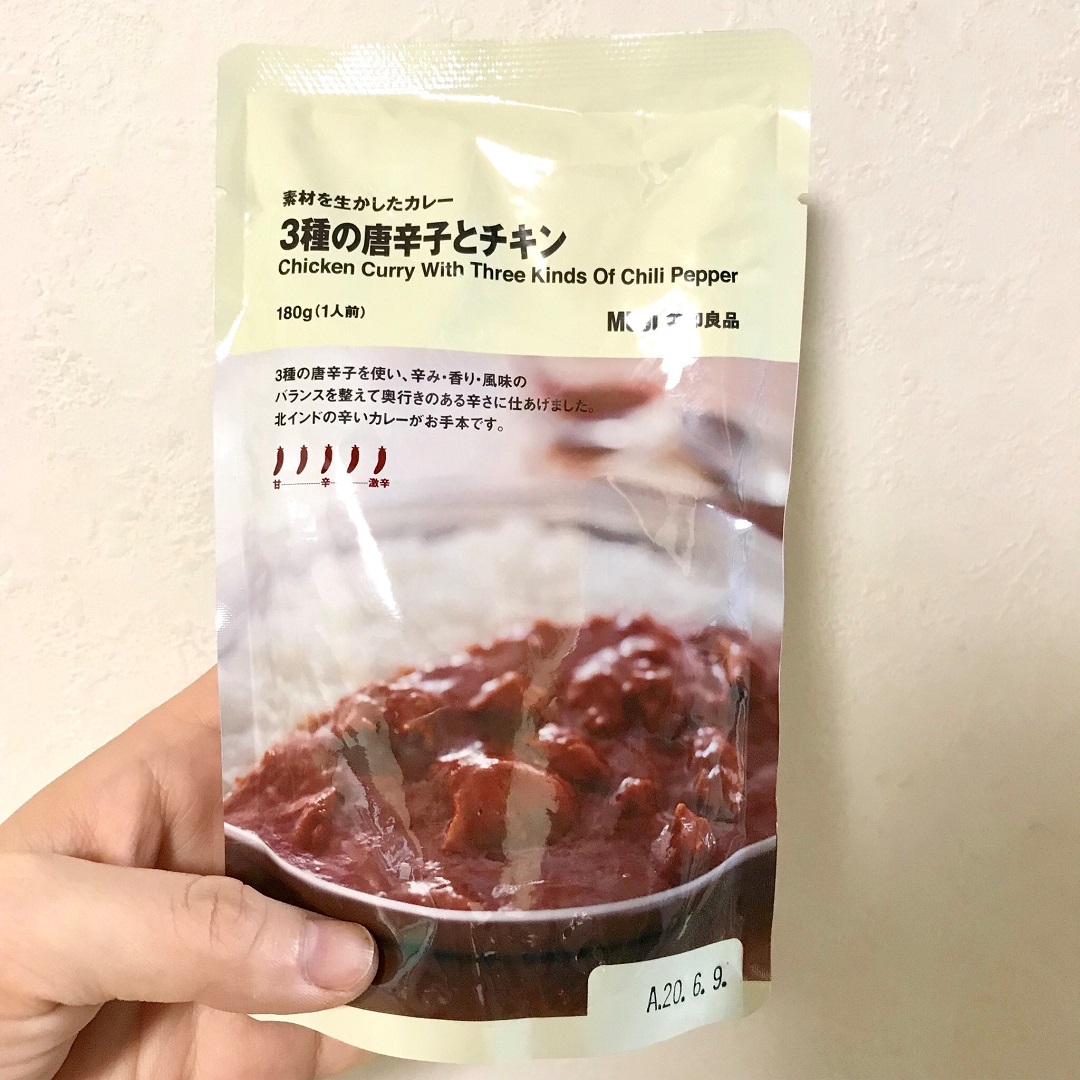 素材を生かしたカレー
3種の唐辛子とチキン
Chicken Curry With Three Kinds Of Chili Pepper
180g(1人前)
良品
3種の唐辛子を使い、辛み・香り・風味の
バランスを整えて奥行きのある辛さに仕あげました。
北インドの辛いカレーがお手本です。
甘 辛 激辛
A.20. 6. 9.